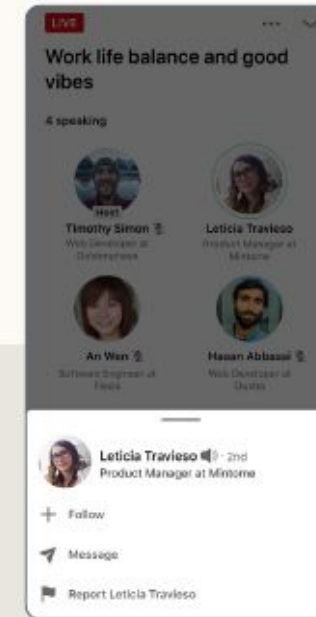 LIVE
Work life balance and good
vibes
4 speaking
Host
Timothy Simon
Web Developer at
Leticia Travieso
Product Manager at
Mintome
An Wen
Software Engineer at
Hasan Abbassi
Web Developer at
Leticia Travieso · 2nd
Product Manager at Mintome
Follow
Message
Report Leticia Travieso